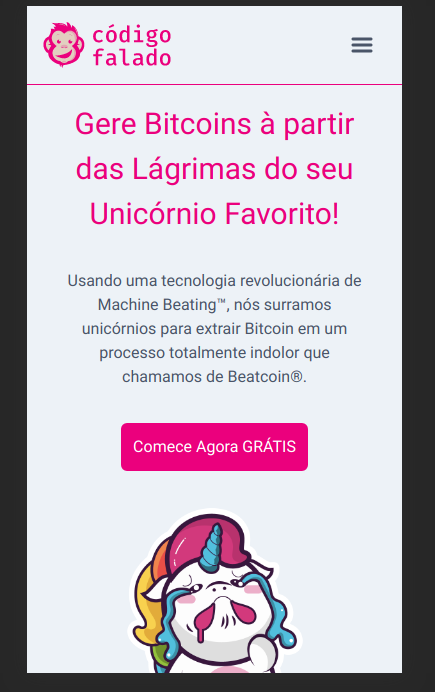 código
falado
Gere Bitcoins à partir
das Lágrimas do seu
Unicórnio Favorito!
Usando uma tecnologia revolucionária de
Machine Beating™, nós surramos
unicórnios para extrair Bitcoin em um
processo totalmente indolor que
chamamos de Beatcoin®.
Comece Agora GRÁTIS